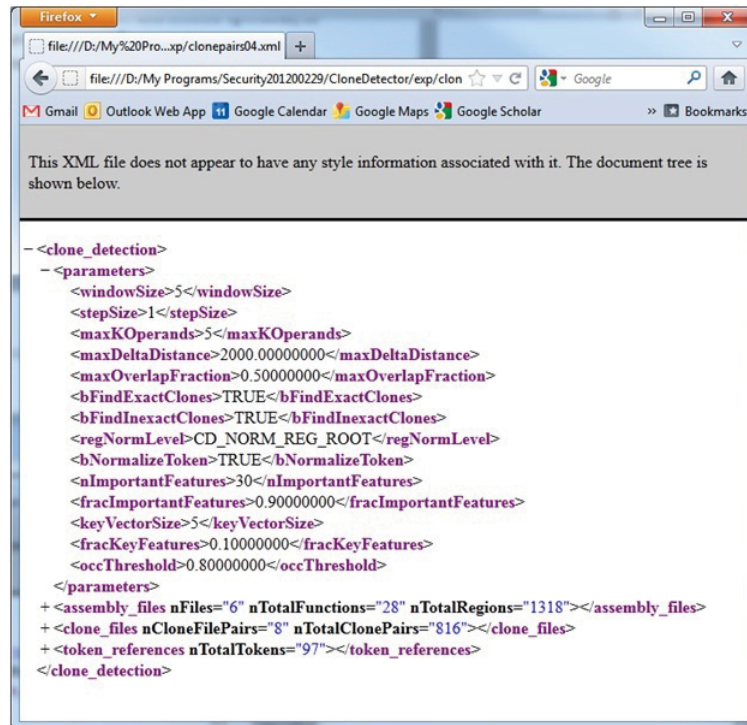 Firefox
file:///D:/My%20Pro...xp/clonepairs04.xml +
file:///D:/My Programs/Security201200229/CloneDetector/exp/clon Google
Gmail Outlook Web App 11 Google Calendar Google Maps Google Scholar » Bookmarks
This XML file does not appear to have any style information associated with it. The document tree is
shown below.
− <clone_detection>
− <parameters>
<windowSize>5</windowSize>
<stepSize>1</stepSize>
<maxKOperands>5</maxKOperands>
<maxDeltaDistance>2000.00000000</maxDeltaDistance>
<maxOverlapFraction>0.50000000</maxOverlapFraction>
<bFindExactClones>TRUE</bFindExactClones>
<bFindInexactClones>TRUE</bFindInexactClones>
<regNormLevel>CD_NORM_REG_ROOT</regNormLevel>
<bNormalizeToken>TRUE</bNormalizeToken>
<nImportantFeatures>30</nImportantFeatures>
<fracImportantFeatures>0.90000000</fracImportantFeatures>
<keyVectorSize>5</keyVectorSize>
<fracKeyFeatures>0.10000000</fracKeyFeatures>
<occThreshold>0.80000000</occThreshold>
</parameters>
+ <assembly_files nFiles="6" nTotalFunctions="28" nTotalRegions="1318"></assembly_files>
+ <clone_files nCloneFilePairs="8" nTotalClonePairs="816"></clone_files>
+ <token_references nTotalTokens="97"></token_references>
</clone_detection>